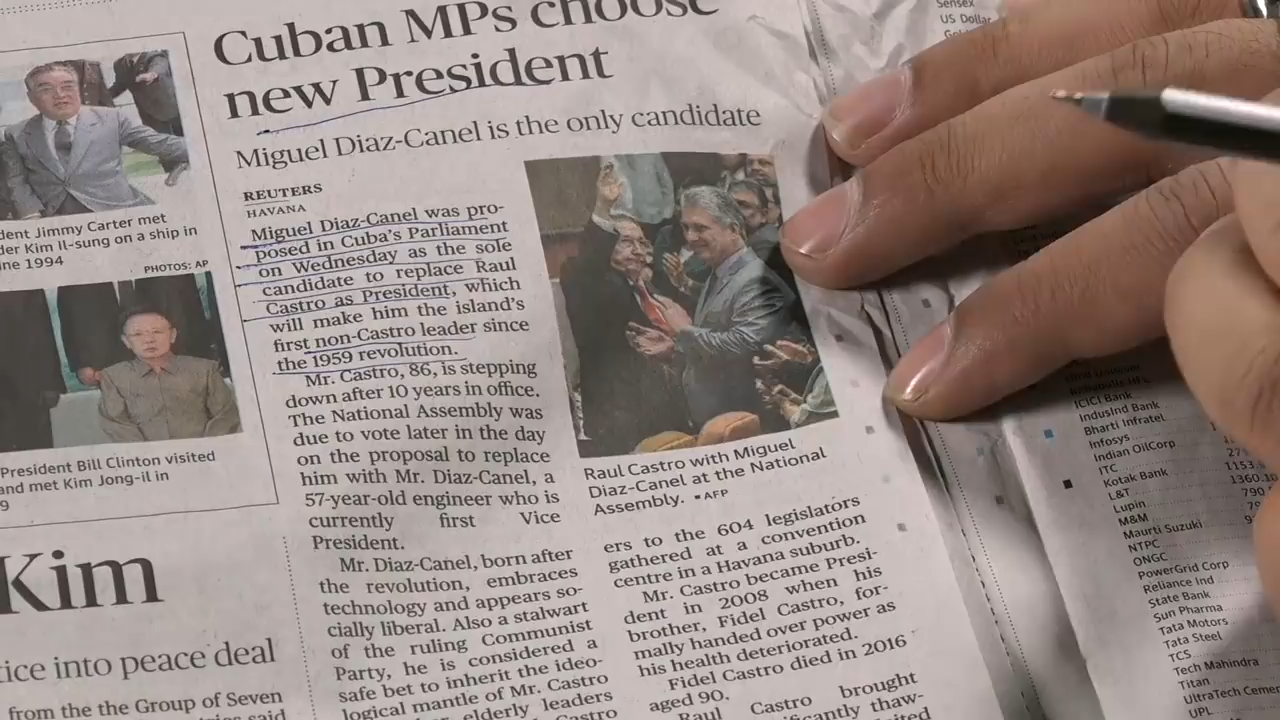 Cuban MPs choose
new President
Miguel Diaz-Canel is the only candidate
REUTERS
HAVANA
Miguel Diaz-Canel was pro-
posed in Cuba's Parliament
on Wednesday as the sole
candidate to replace Raul
Castro as President, which
will make him the island's
first non-Castro leader since
the 1959 revolution.
Mr. Castro, 86, is stepping
down after 10 years in office.
The National Assembly was
due to vote later in the day
on the proposal to replace
him with Mr. Diaz-Canel, a
57-year-old engineer who is
currently first Vice
President.
Mr. Diaz-Canel, born after
the revolution, embraces
technology and appears so-
cially liberal. Also a stalwart
of the ruling Communist
Party, he is considered a
safe bet to inherit the ideo-
logical mantle of Mr. Castro
elderly leaders
Castro
Raul Castro with Miguel
Diaz-Canel at the National
Assembly. ▪AFP
ers to the 604 legislators
gathered at a convention
centre in a Havana suburb.
Mr. Castro became Presi-
dent in 2008 when his
brother, Fidel Castro, for-
mally handed over power as
his health deteriorated.
Fidel Castro died in 2016
aged 90.
Raul Castro brought
dent Jimmy Carter met
der Kim Il-sung on a ship in
ne 1994
PHOTOS: AP
President Bill Clinton visited
and met Kim Jong-il in
9
Kim
rice into peace deal
from the the Group of Seven
said
Sensex
US Dollar
ICICI Bank
IndusInd Bank
Bharti Infratel
Infosys
Indian OilCorp
ITC
Kotak Bank
L&T
Lupin
M&M
Maurti Suzuki
NTPC
ONGC
PowerGrid Corp
Reliance Ind
State Bank
Sun Pharma
Tata Motors
Tata Steel
TCS
Tech Mahindra
Titan
UltraTech Cemen
UPL
1153.
1360.10
790